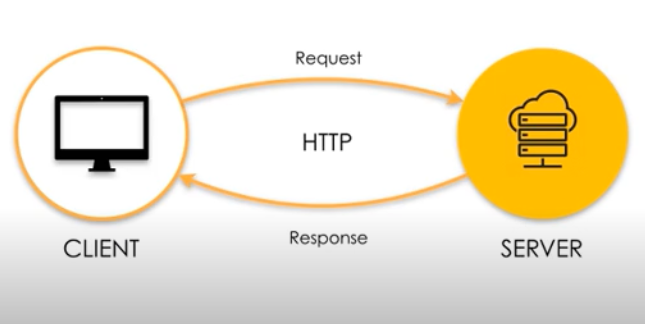 Request
HTTP
Response
CLIENT
SERVER